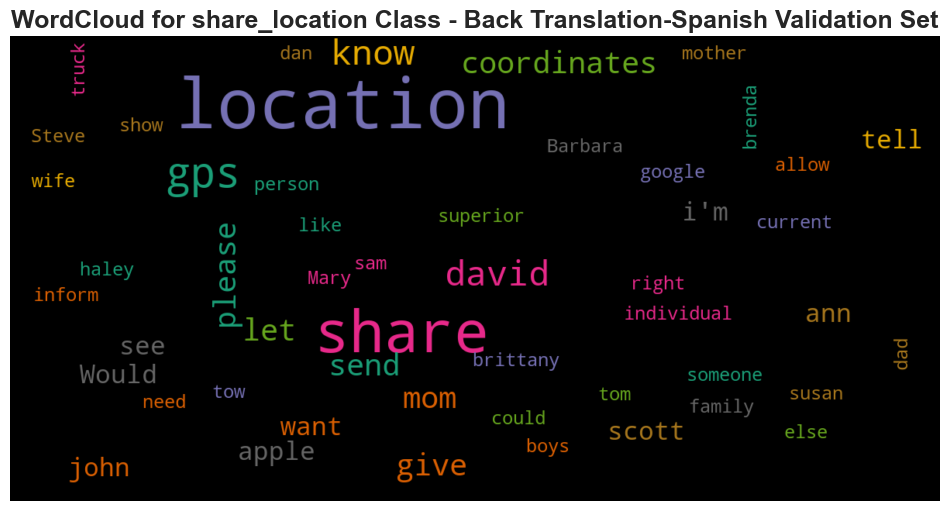 WordCloud for share_location Class - Back Translation-Spanish Validation Set
truck
dan
know
coordinates
mother
location
brenda
Steve
show
Barbara
tell
gps
wife
person
google
allow
please
like
superior
i'm
current
haley
Mary
sam
david
right
inform
individual
ann
let
share
see
send
brittany
dad
Would
someone
need
tow
mom
tom
family
susan
want
could
scott
else
apple
boys
john
give